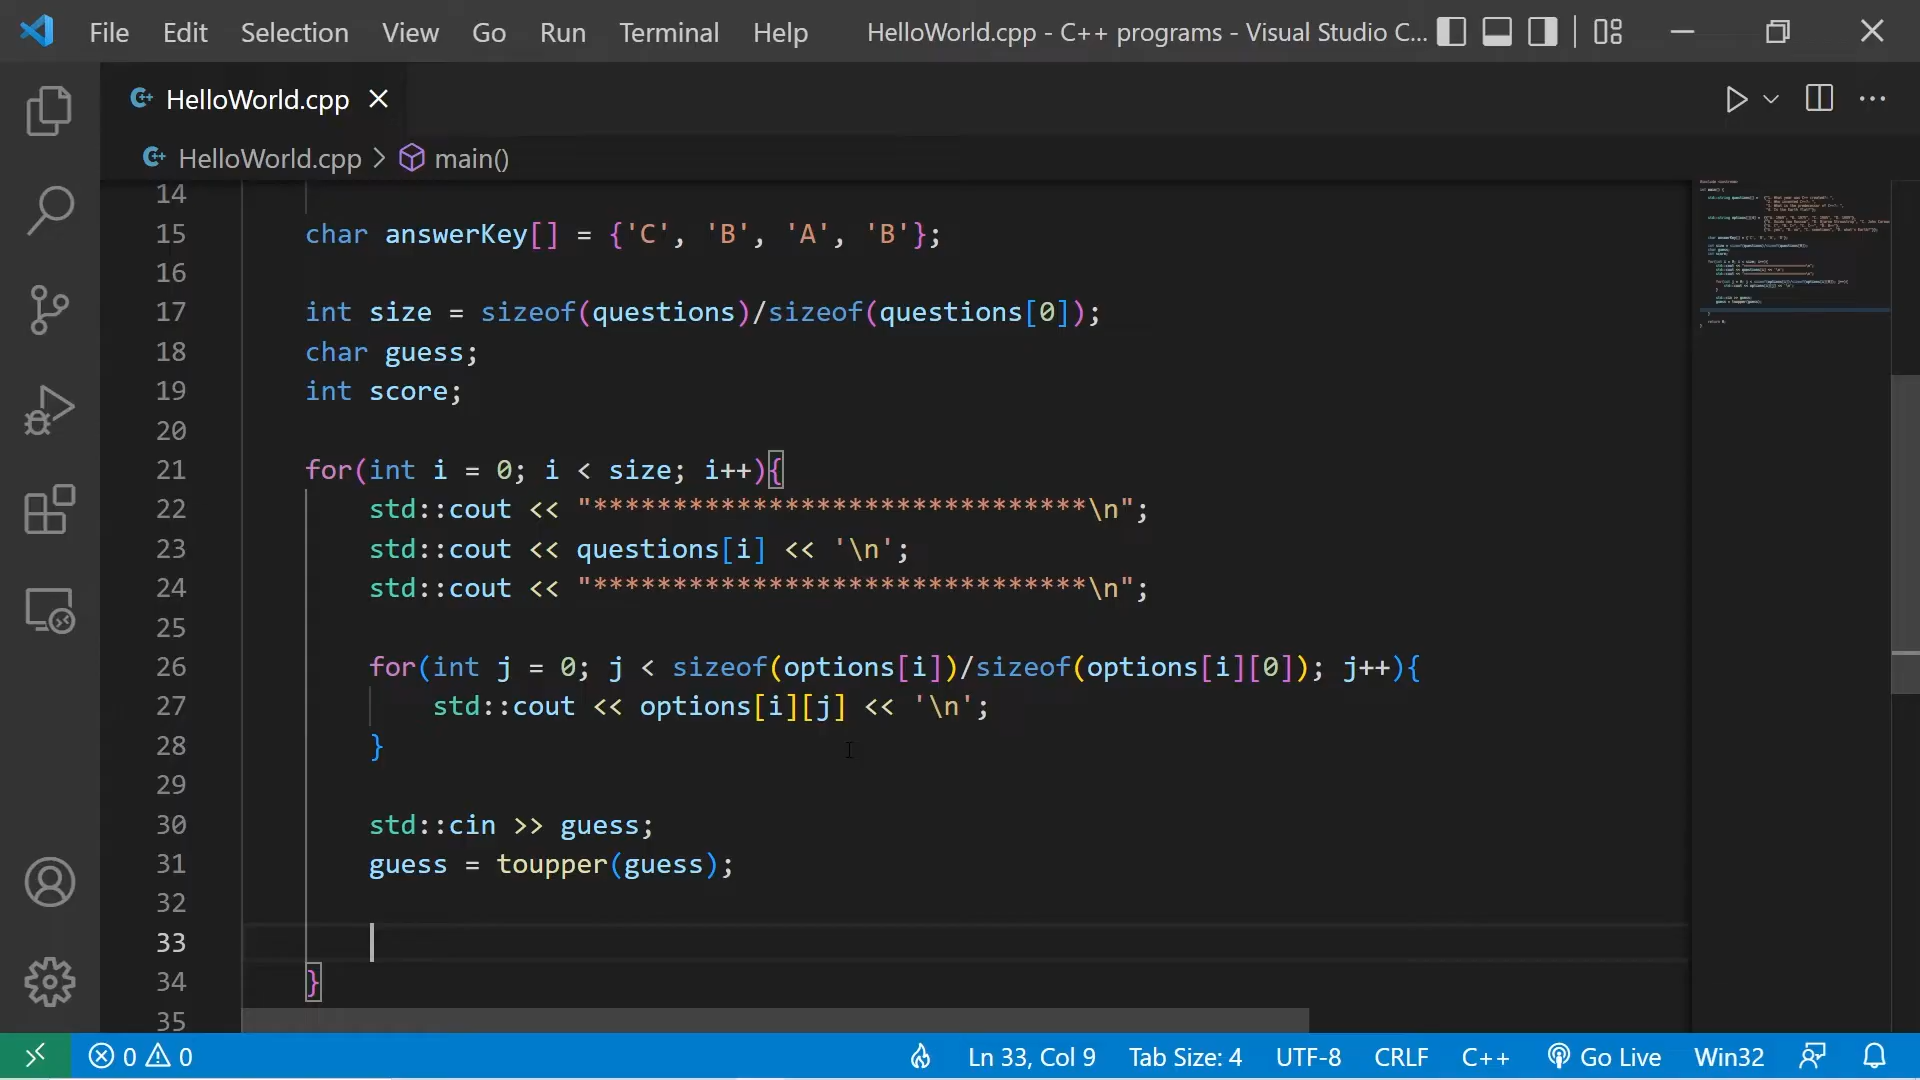 File Edit Selection View Go Run Terminal Help HelloWorld.cpp - C++ programs - Visual Studio C...
HelloWorld.cpp
HelloWorld.cpp > main()
14
15 char answerKey[] = {'C', 'B', 'A', 'B'};
16
17 int size = sizeof(questions)/sizeof(questions[0]);
18 char guess;
19 int score;
20
21 for(int i = 0; i < size; i++){
22 std::cout << "*******************************\n";
23 std::cout << questions[i] << '\n';
24 std::cout << "*******************************\n";
25
26 for(int j = 0; j < sizeof(options[i])/sizeof(options[i][0]); j++){
27 std::cout << options[i][j] << '\n';
28 }
29
30 std::cin >> guess;
31 guess = toupper(guess);
32
33
34 }
35
0 0 Ln 33, Col 9 Tab Size: 4 UTF-8 CRLF C++ Go Live Win32